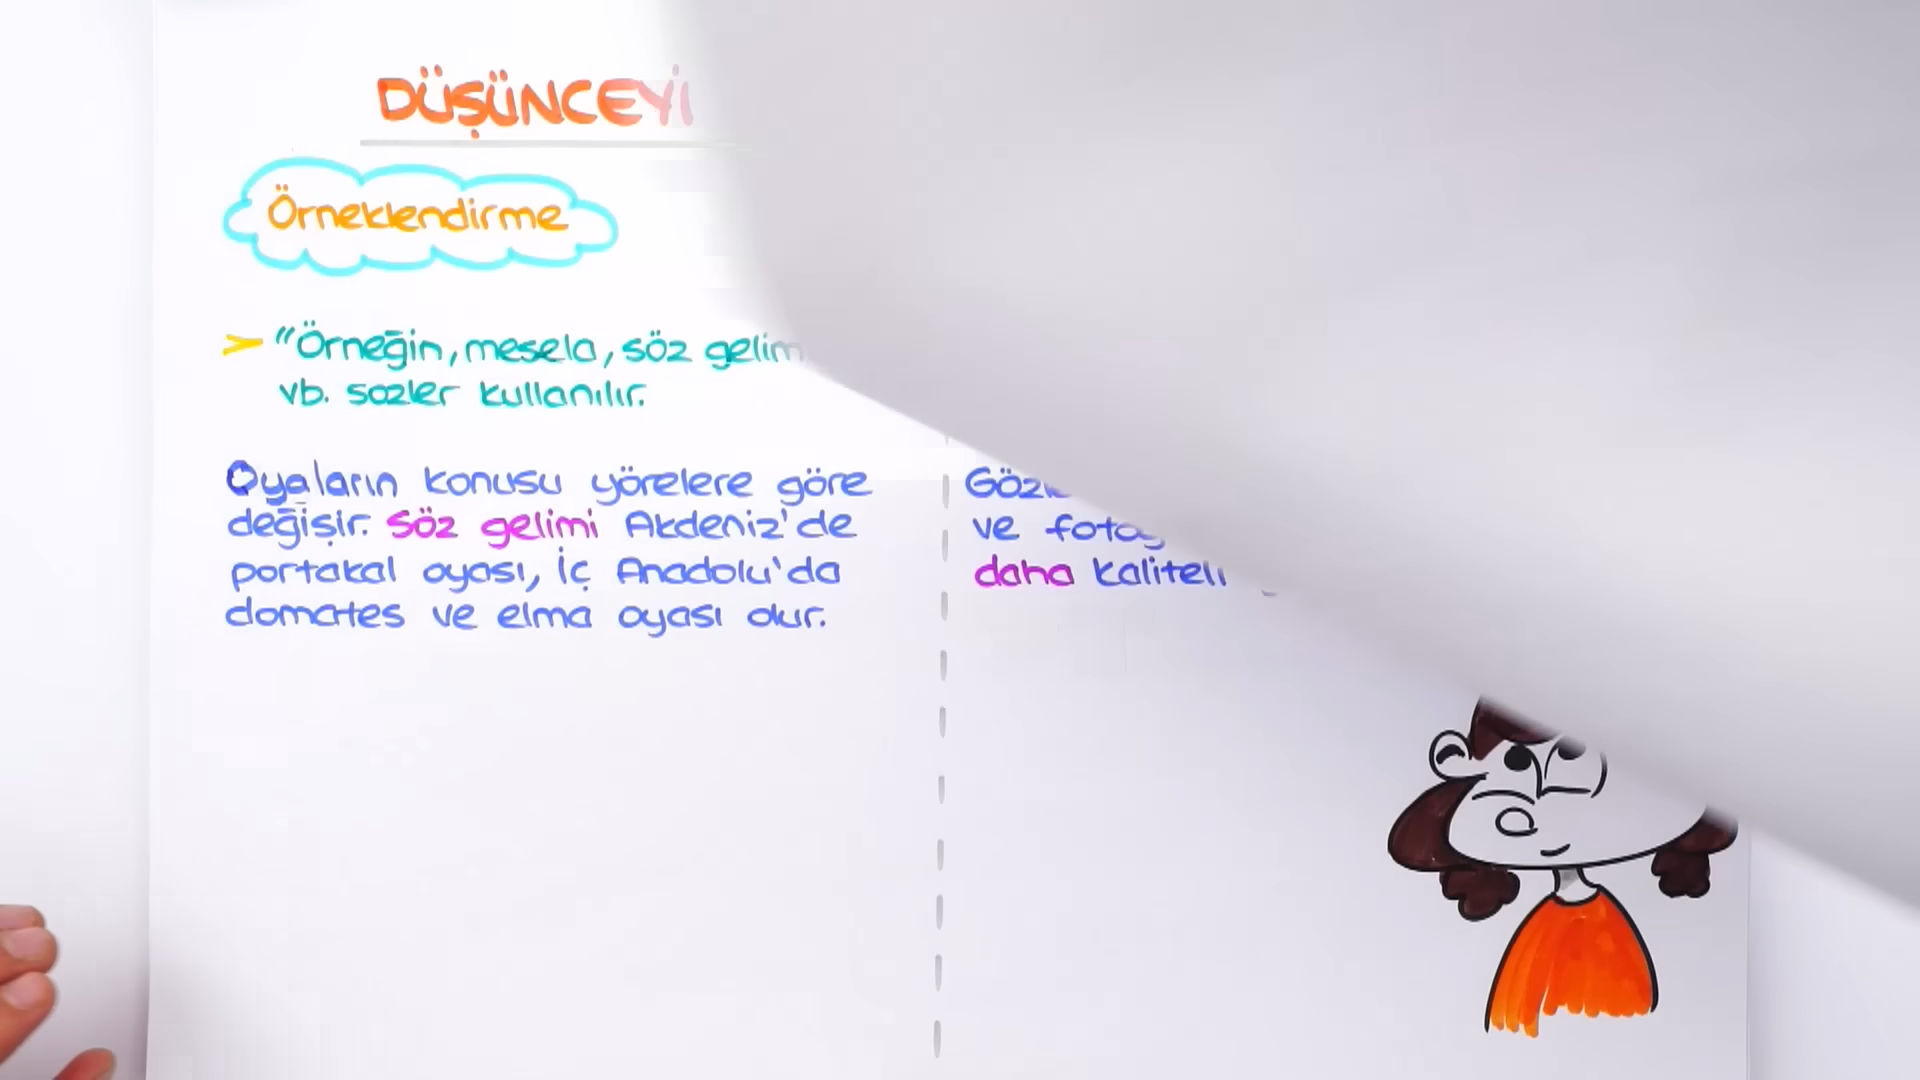 DÜŞÜNCEYİ
Örneklendirme
> "Örneğin, mesela, söz
vb. sözler kullanılır.
Oyaların konusu yörelere göre
değişir. Söz gelimi Akdeniz'de
portakal oyası, İç Anadolu'da
domates ve elma oyası olur.
ve
daha kaliteli